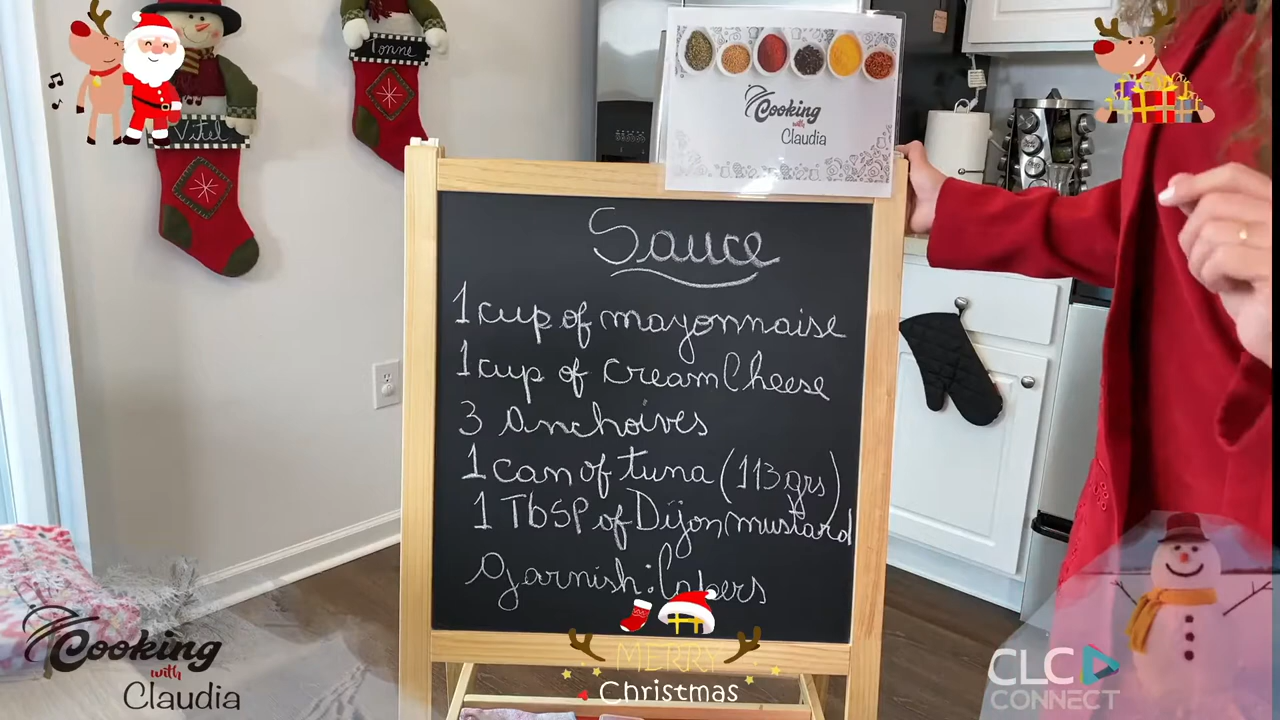 Vitil
Tonne
Cooking
with
Claudia
Sauce
1 cup of mayonnaise
1 cup of cream Cheese
3 anchoives
1 can of tuna (113 grs)
1 TbSP of Dijon mustard
Garnish: Capers
MERRY
Christmas
Cooking
with
Claudia
CLC
CONNECT